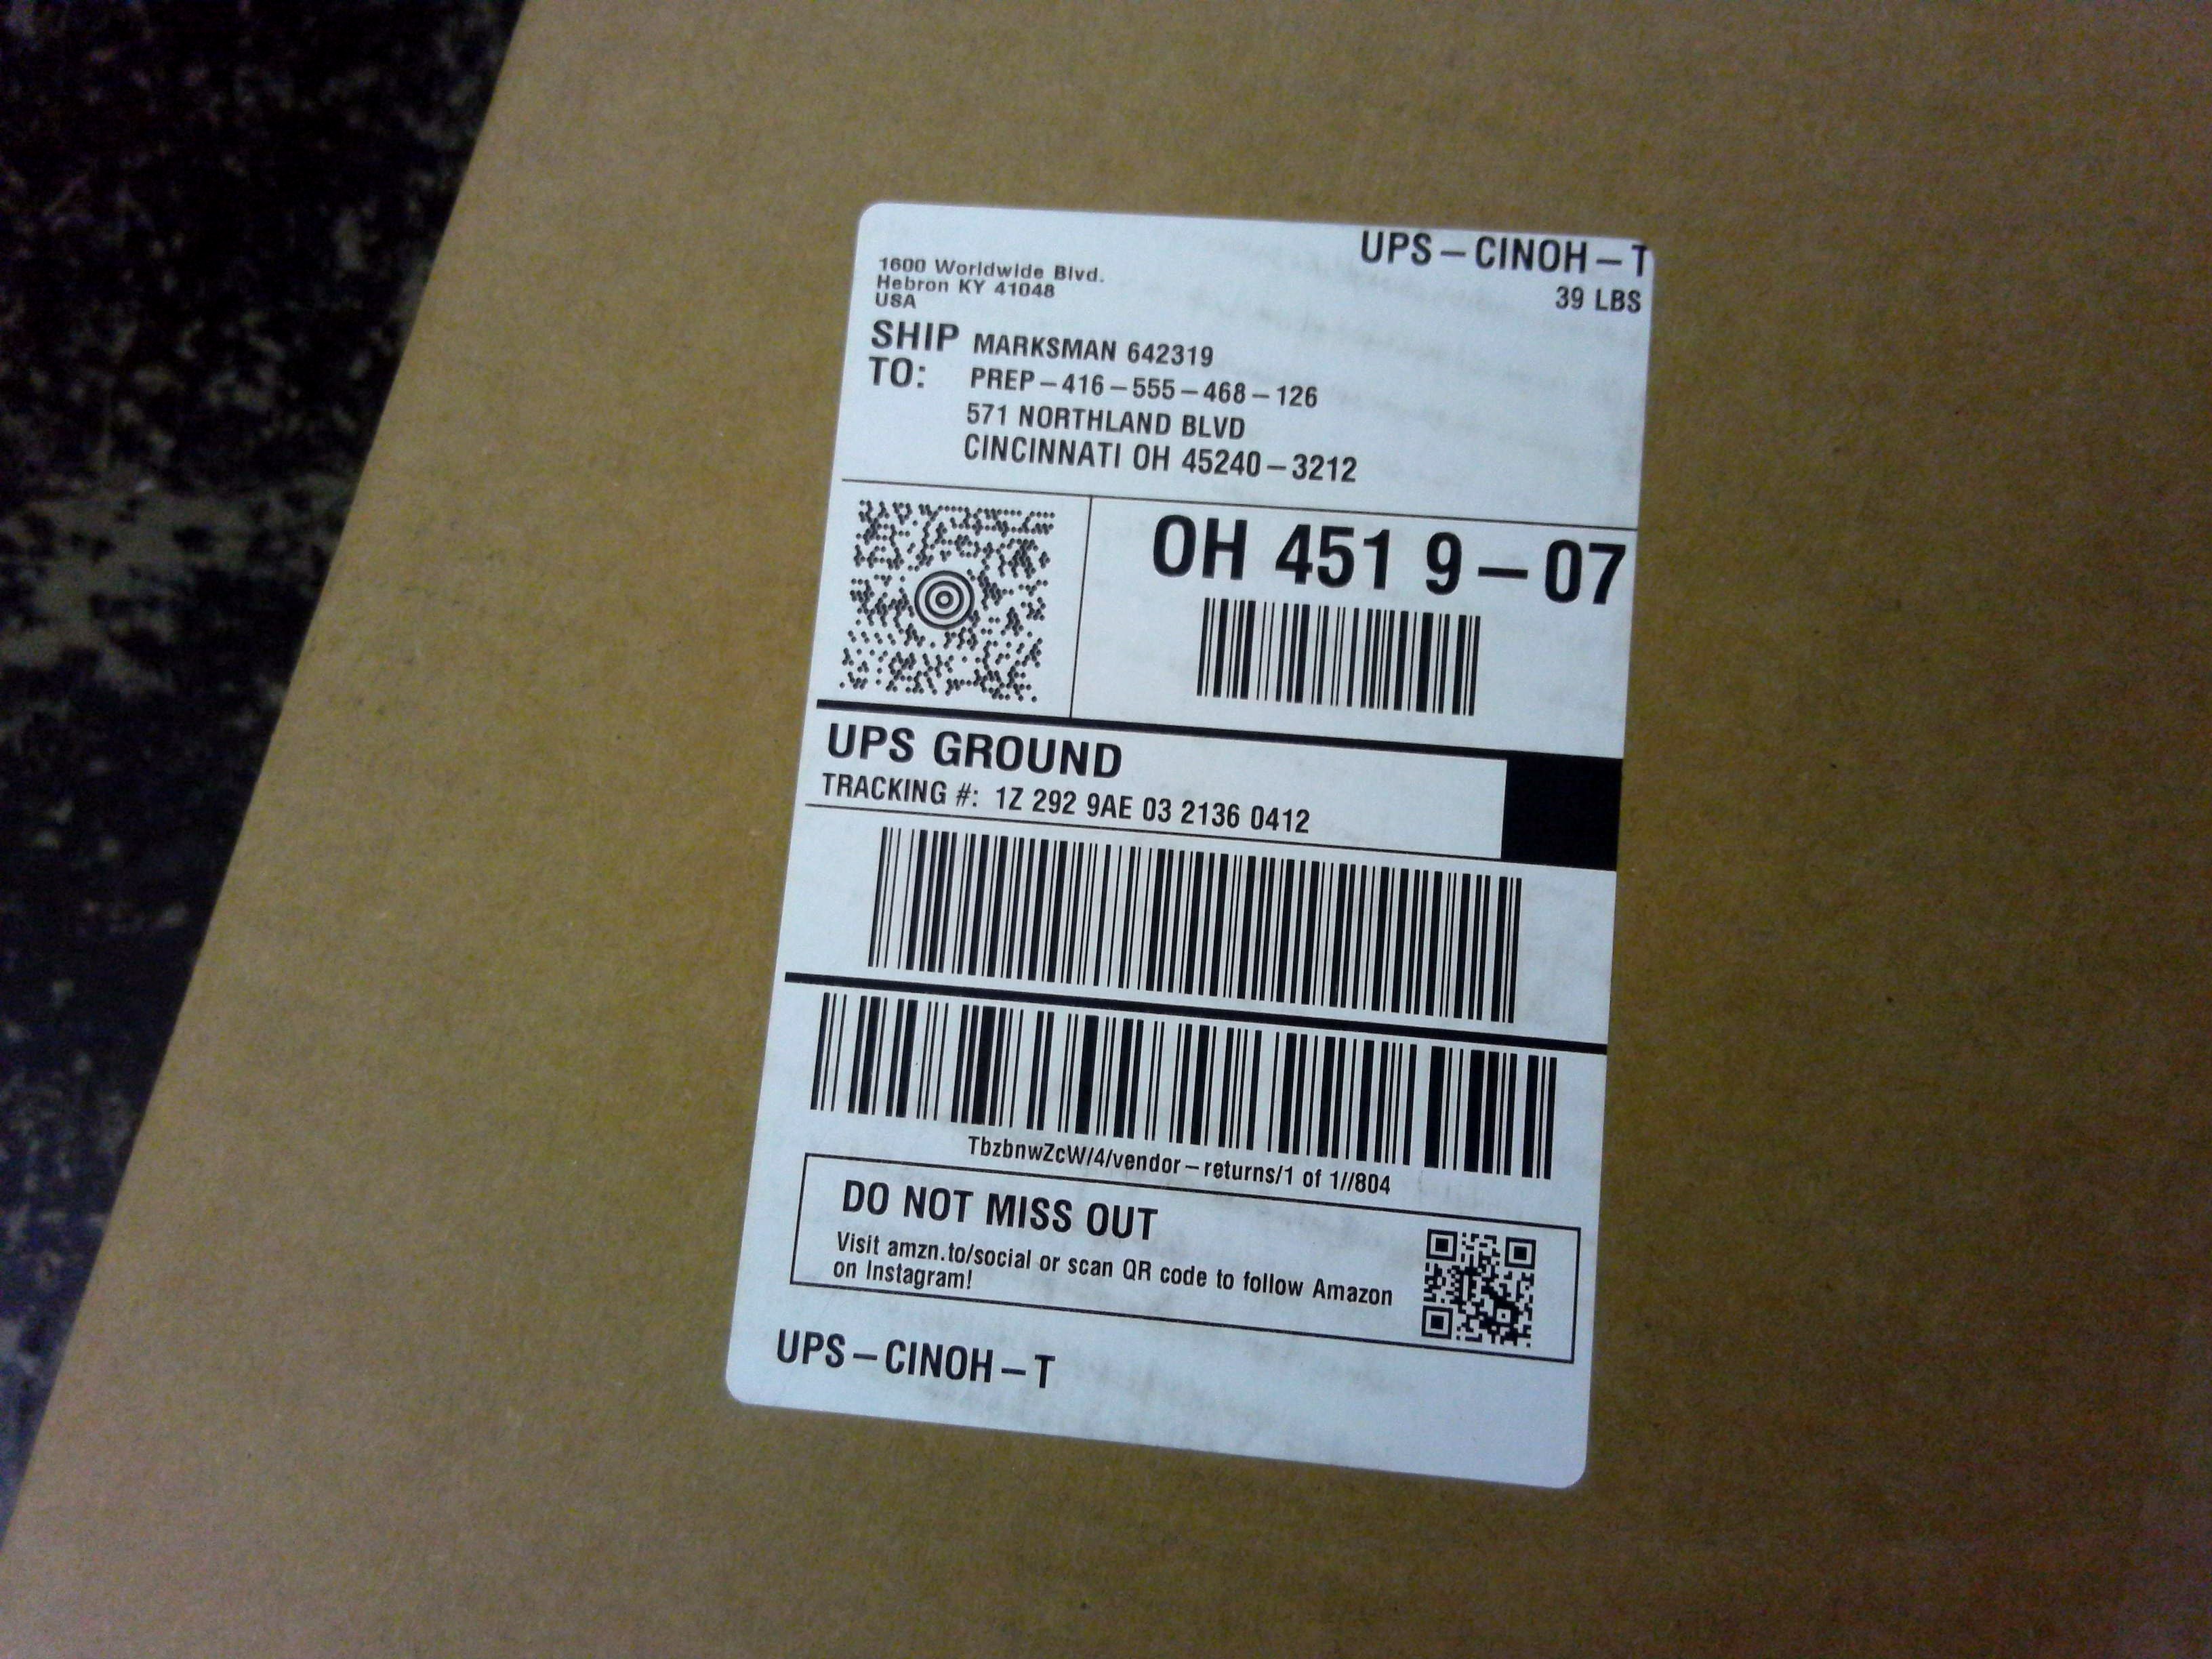 UPS-CINOH-T
39 LBS
1600 Worldwide Blvd.
Hebron KY 41048
USA
SHIP TO:
MARKSMAN 642319
PREP-416-555-468-126
571 NORTHLAND BLVD
CINCINNATI OH 45240-3212
OH 451 9-07
UPS GROUND
TRACKING #: 1Z 292 9AE 03 2136 0412
TbzbnwZcW/4/vendor-returns/1 of 1//804
DO NOT MISS OUT
Visit amzn.to/social or scan QR code to follow Amazon
on Instagram!
UPS-CINOH-T